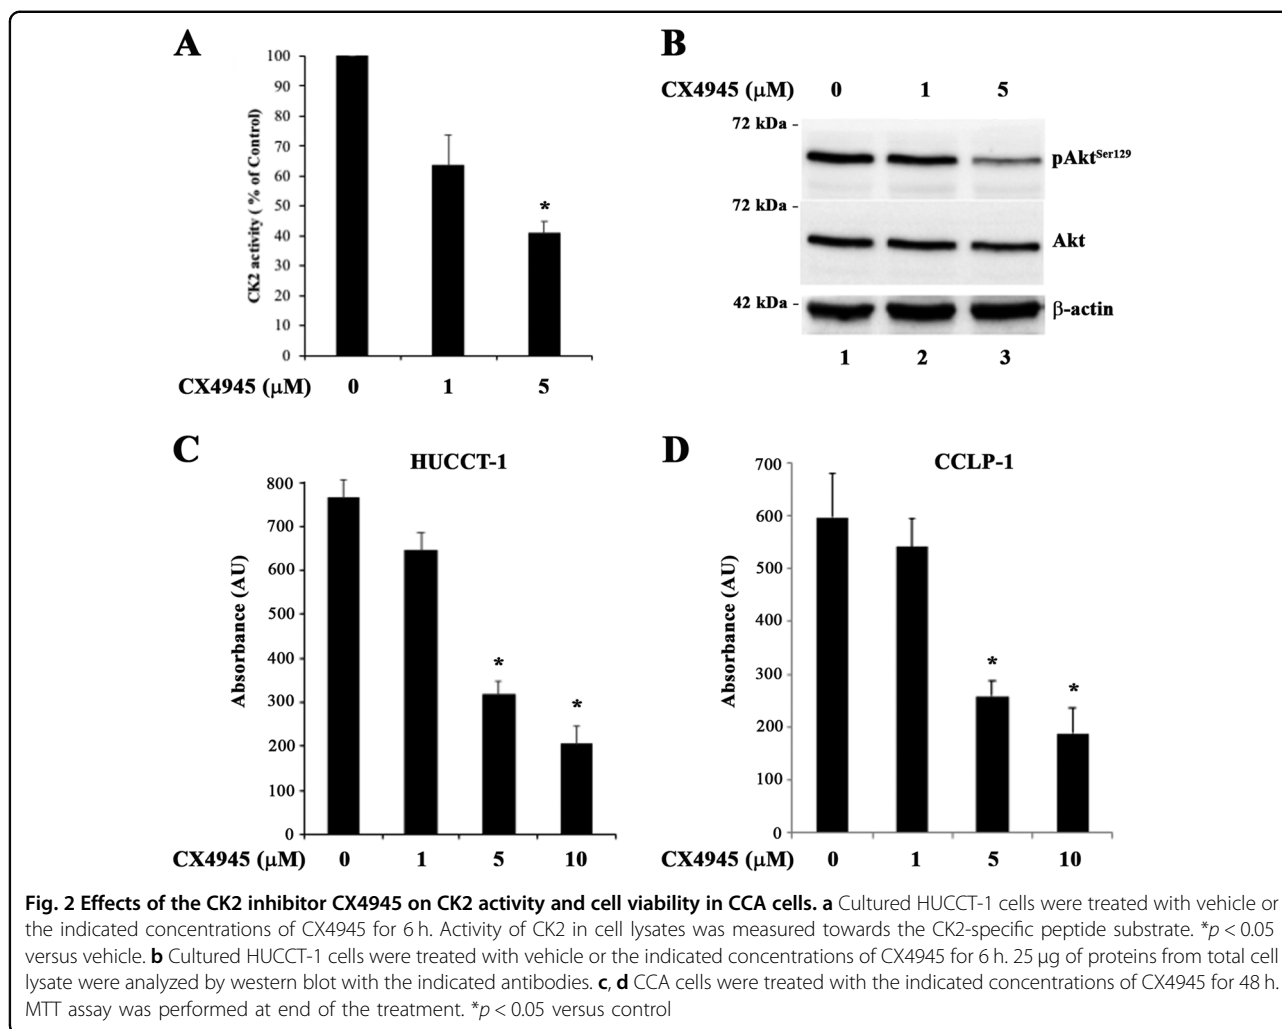 A
100
90
80
70
60
50
40
30
20
10
0
CK2 activity ( % of Control)
*
CX4945 (μM) 0 1 5
B
CX4945 (μM) 0 1 5
72 kDa -
pAktSer129
72 kDa -
Akt
42 kDa -
β-actin
1 2 3
C
HUCCT-1
800
700
600
500
400
300
200
100
0
Absorbance (AU)
* *
CX4945 (μM) 0 1 5 10
D
CCLP-1
700
600
500
400
300
200
100
0
Absorbance (AU)
* *
CX4945 (μM) 0 1 5 10
Fig. 2 Effects of the CK2 inhibitor CX4945 on CK2 activity and cell viability in CCA cells. a Cultured HUCCT-1 cells were treated with vehicle or
the indicated concentrations of CX4945 for 6 h. Activity of CK2 in cell lysates was measured towards the CK2-specific peptide substrate. *p < 0.05
versus vehicle. b Cultured HUCCT-1 cells were treated with vehicle or the indicated concentrations of CX4945 for 6 h. 25 μg of proteins from total cell
lysate were analyzed by western blot with the indicated antibodies. c, d CCA cells were treated with the indicated concentrations of CX4945 for 48 h.
MTT assay was performed at end of the treatment. *p < 0.05 versus control